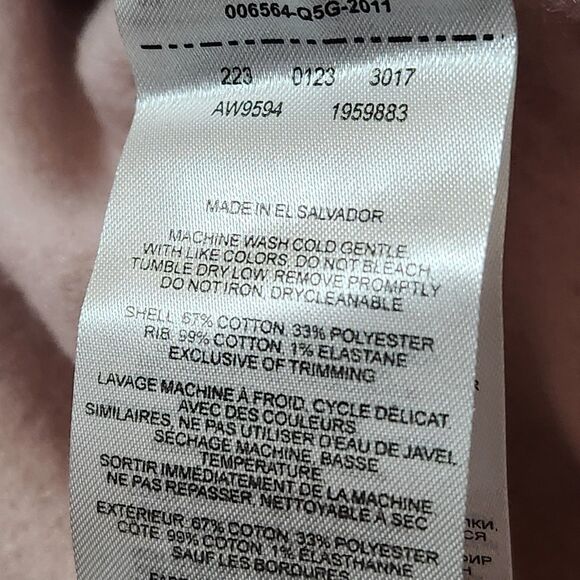 006564-Q5G-2011
223 0123 3017
AW9594 1959883
MADE IN EL SALVADOR
MACHINE WASH COLD GENTLE,
WITH LIKE COLORS. DO NOT BLEACH,
TUMBLE DRY LOW, REMOVE PROMPTLY
DO NOT IRON, DRYCLEANABLE
SHELL: 67% COTTON, 33% POLYESTER
RIB: 99% COTTON, 1% ELASTANE
EXCLUSIVE OF TRIMMING
LAVAGE MACHINE À FROID, CYCLE DÉLICAT
AVEC DES COULEURS
SIMILAIRES, NE PAS UTILISER D'EAU DE JAVEL
SÉCHAGE MACHINE, BASSE
TEMPÉRATURE
SORTIR IMMÉDIATEMENT DE LA MACHINE
NE PAS REPASSER, NETTOYABLE À SEC
EXTÉRIEUR: 67% COTON, 33% POLYESTER
CÔTE: 99% COTON, 1% ÉLASTHANNE
SAUF LES BORDURES